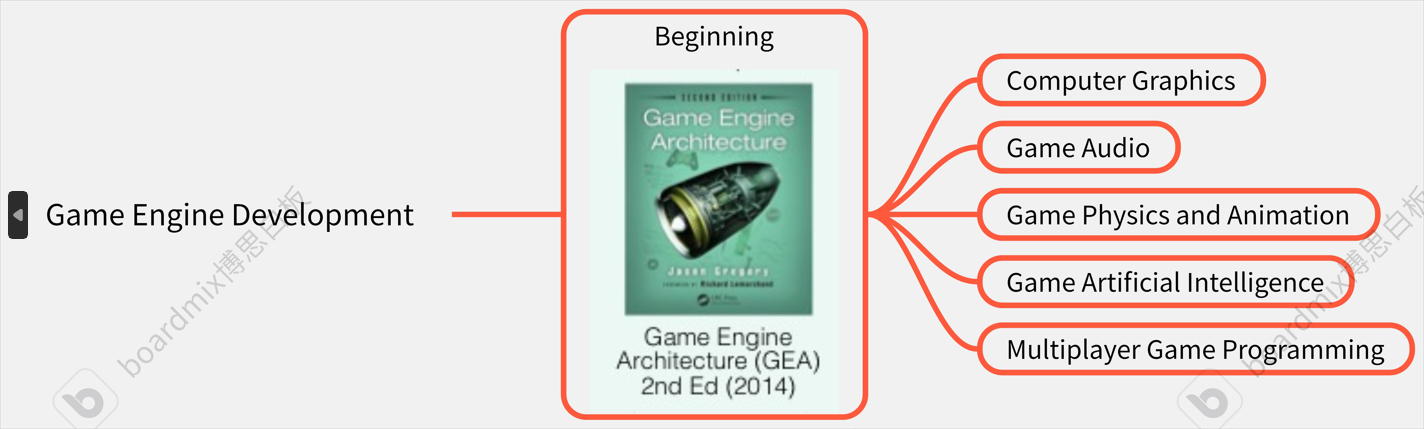 Game Engine Development
Beginning
SECOND EDITION
Game Engine
Architecture
Jason Gregory
Richard Lemarchand
Game Engine
Architecture (GEA)
2nd Ed (2014)
Computer Graphics
Game Audio
Game Physics and Animation
Game Artificial Intelligence
Multiplayer Game Programming
boardmix博思白板
boardmix博思白板